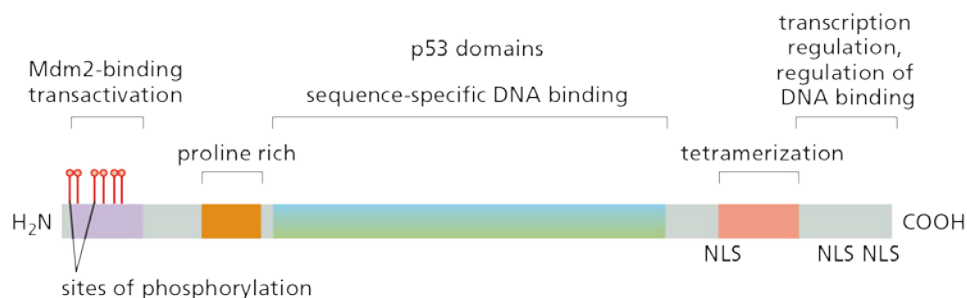 p53 domains
Mdm2-binding
transactivation
proline rich
sequence-specific DNA binding
tetramerization
transcription
regulation,
regulation of
DNA binding
H₂N
COOH
NLS
NLS NLS
sites of phosphorylation